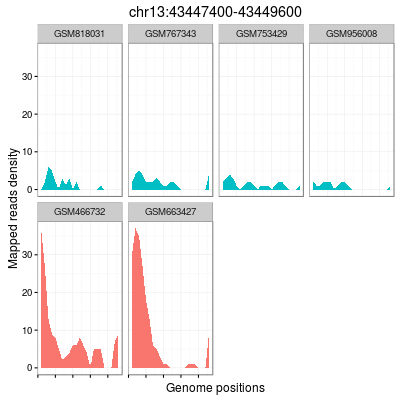 chr13:43447400-43449600
GSM818031 GSM767343 GSM753429 GSM956008
30
20
10
0
GSM466732 GSM663427
30
20
10
0
Mapped reads density
Genome positions